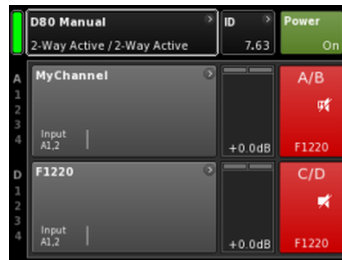 D80 Manual
2-Way Active / 2-Way Active
ID
7.63
Power
On
A
1
2
3
4
MyChannel
Input
A1,2
+0.0dB
A/B
F1220
D
1
2
3
4
F1220
Input
A1,2
+0.0dB
C/D
F1220